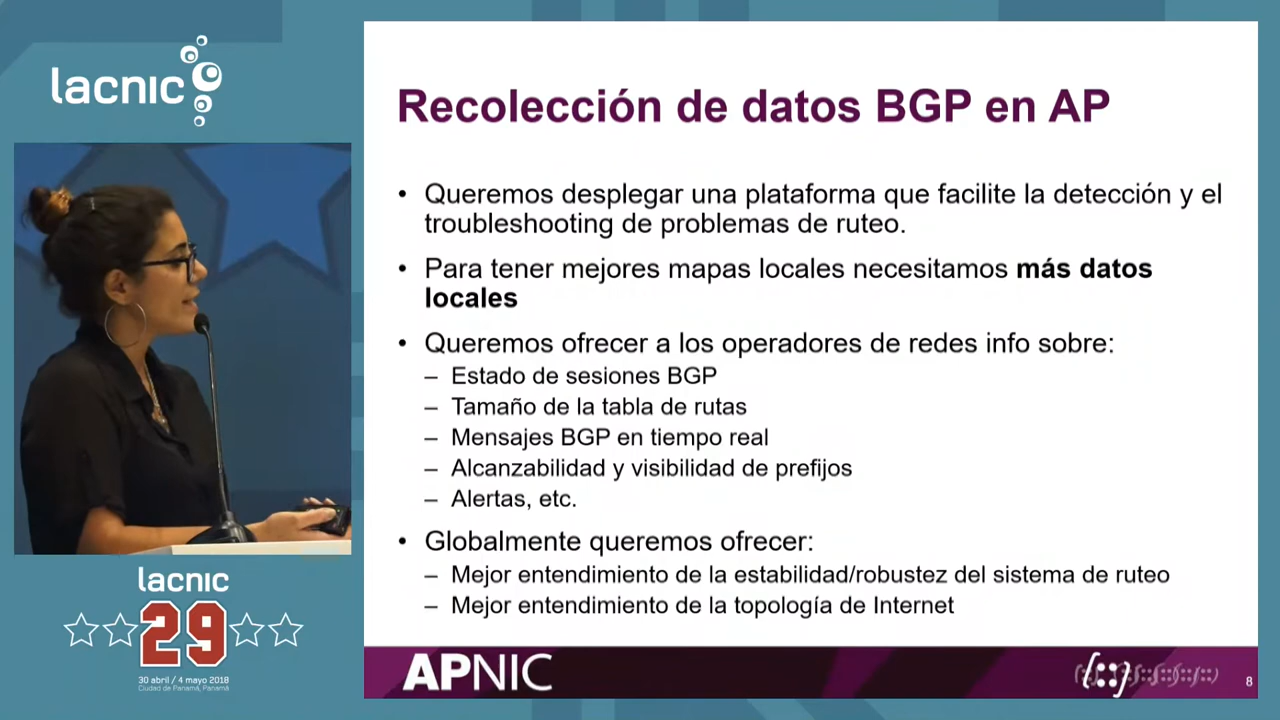 lacnic
Recolección de datos BGP en AP
• Queremos desplegar una plataforma que facilite la detección y el
troubleshooting de problemas de ruteo.
• Para tener mejores mapas locales necesitamos más datos
locales
• Queremos ofrecer a los operadores de redes info sobre:
– Estado de sesiones BGP
– Tamaño de la tabla de rutas
– Mensajes BGP en tiempo real
– Alcanzabilidad y visibilidad de prefijos
– Alertas, etc.
• Globalmente queremos ofrecer:
– Mejor entendimiento de la estabilidad/robustez del sistema de ruteo
– Mejor entendimiento de la topología de Internet
lacnic
29
30 abril / 4 mayo 2018
Ciudad de Panamá, Panamá
APNIC
8